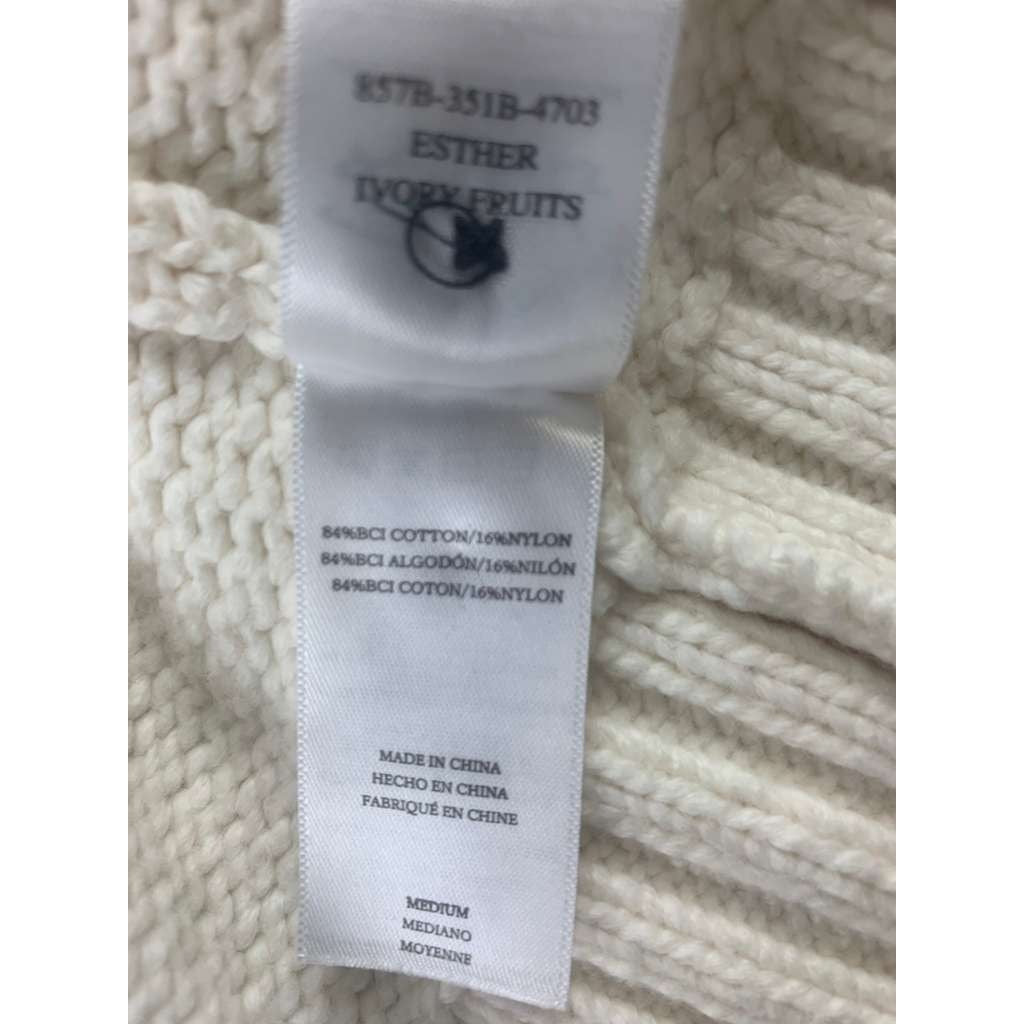 857B-351B-4703
ESTHER
IVORY FRUITS
84%BCI COTTON/16%NYLON
84%BCI ALGODÓN/16%NILÓN
84%BCI COTON/16%NYLON
MADE IN CHINA
HECHO EN CHINA
FABRIQUÉ EN CHINE
MEDIUM
MEDIANO
MOYENNE